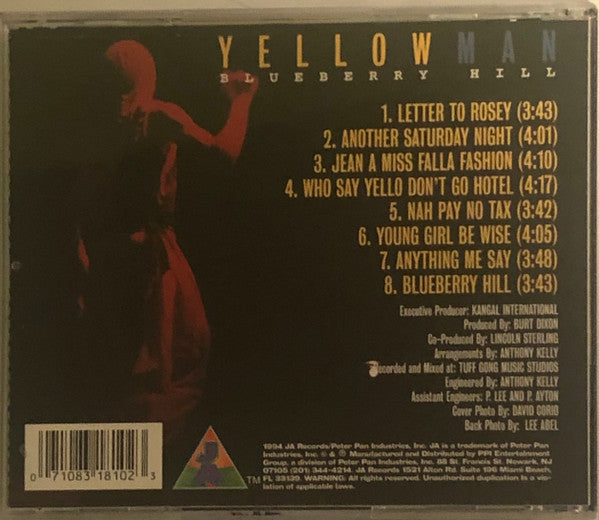 YELLOWMAN
BLUEBERRY HILL
1. LETTER TO ROSEY (3:43)
2. ANOTHER SATURDAY NIGHT (4:01)
3. JEAN A MISS FALLA FASHION (4:10)
4. WHO SAY YELLO DON'T GO HOTEL (4:17)
5. NAH PAY NO TAX (3:42)
6. YOUNG GIRL BE WISE (4:05)
7. ANYTHING ME SAY (3:48)
8. BLUEBERRY HILL (3:43)
Executive Producer: KANGAL INTERNATIONAL
Produced By: BURT DIXON
Co-Produced By: LINCOLN STERLING
Arrangements By: ANTHONY KELLY
Recorded and Mixed at: TUFF GONG MUSIC STUDIOS
Engineered By: ANTHONY KELLY
Assistant Engineers: P. LEE AND P. AYTON
Cover Photo By: DAVID GORIO
Back Photo By: LEE ABEL
1994 JA Records/Peter Pan Industries, Inc. JA is a trademark of Peter Pan
Industries, Inc. © & ℗ Manufactured and Distributed by PPI Entertainment
Group, a division of Peter Pan Industries, Inc. 88 St. Francis St. Newark, NJ
07105 (201) 344-4214. JA Records 1521 Alton Rd. Suite 196 Miami Beach,
FL 33139. WARNING. All rights reserved. Unauthorized duplication is a vio-
lation of applicable laws.
TM
0 71083 18102 3